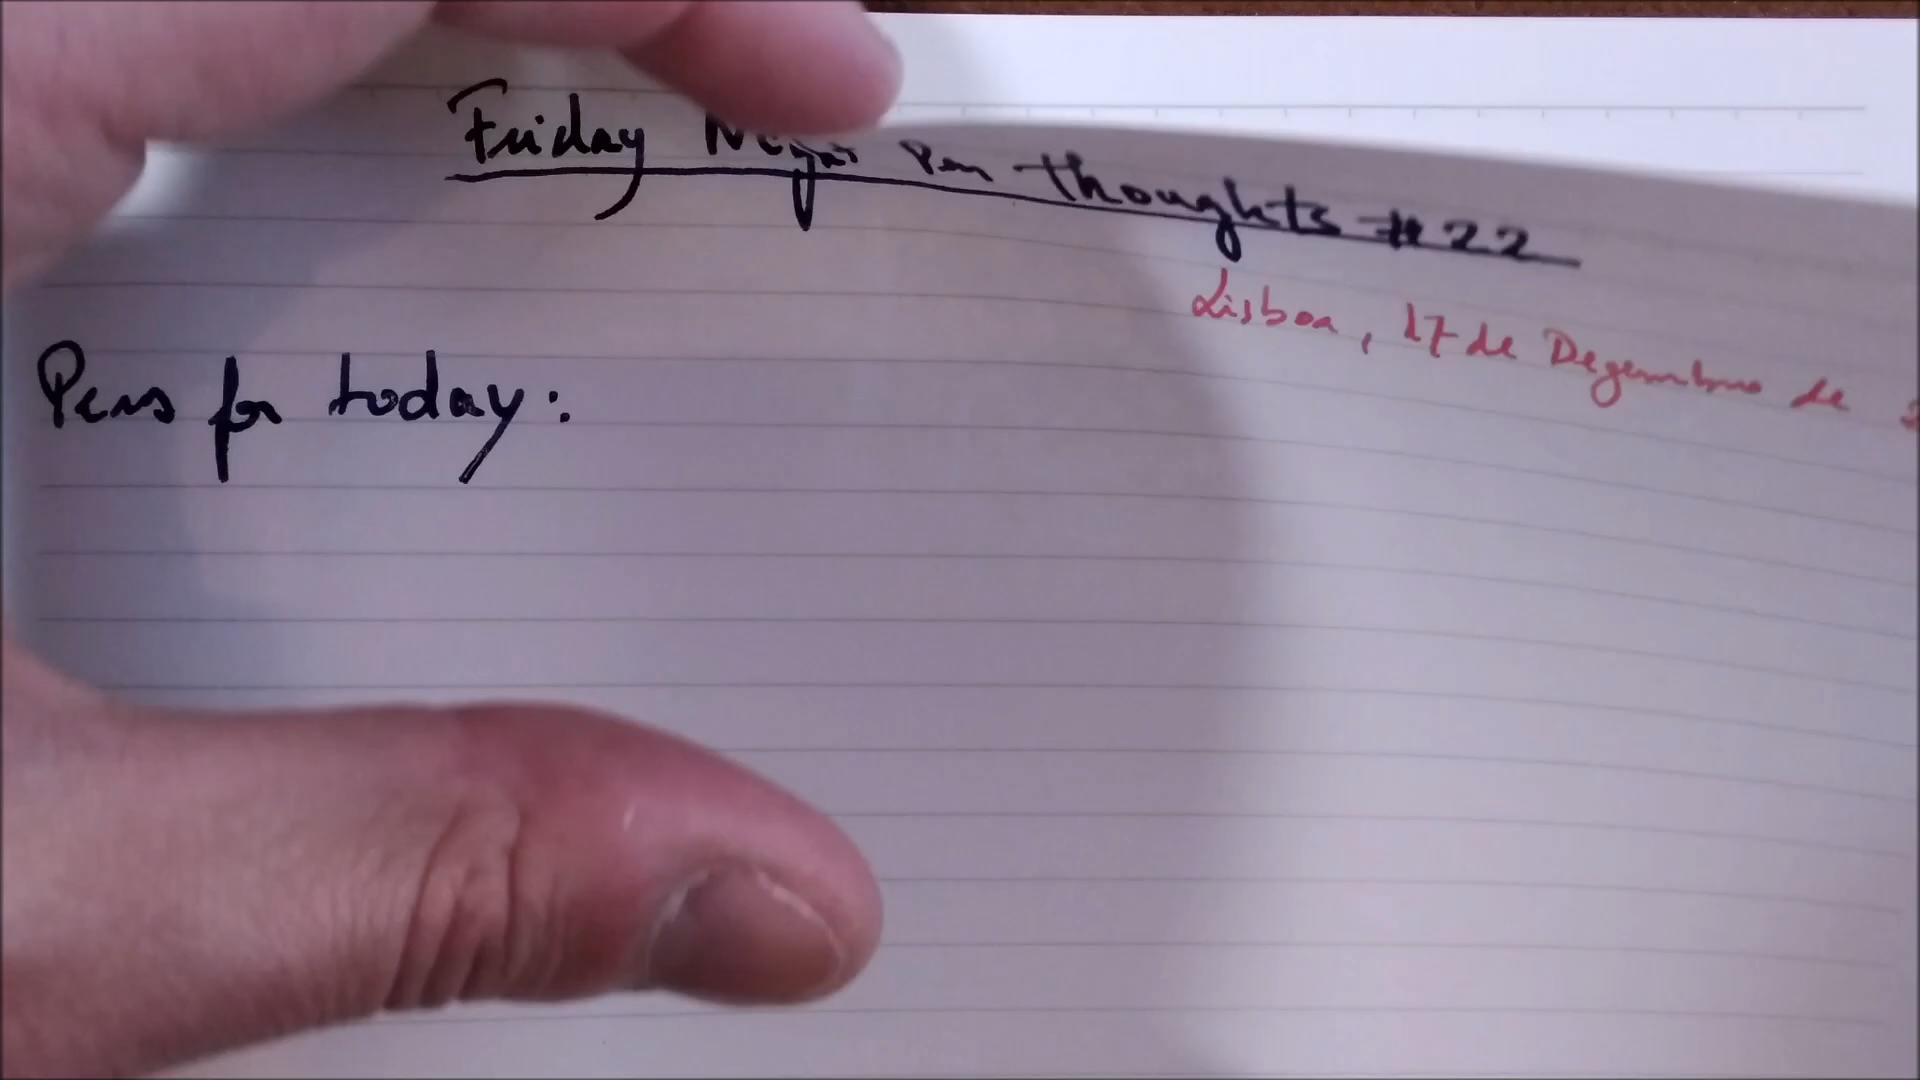 Friday Night Pen Thoughts #22
Lisboa, 17 de Dezembro de
Pens for today: